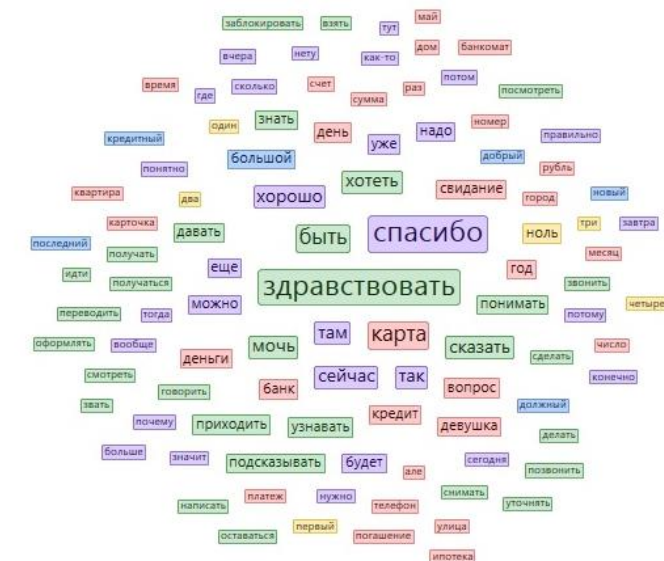 май
заблокировать взять тут
вчера нету как-то дом банкомат
время где сколько счет сумма раз потом посмотреть
один знать день уже надо номер правильно
кредитный большой добрый
понятно хорошо хотеть свидание рубль
квартира два город новый
карточка давать быть спасибо ноль три завтра
последний получать еще год месяц
идти получаться здравствовать звонить
переводить тогда можно понимать потому четыре
оформлять вообще деньги мочь там карта сказать сделать число
смотреть говорить банк сейчас так вопрос конечно
звать почему приходить узнавать кредит девушка должный делать
больше значит подсказывать будет але сегодня позвонить
написать платеж нужно телефон снимать уточнять
оставаться первый погашение улица
ипотека